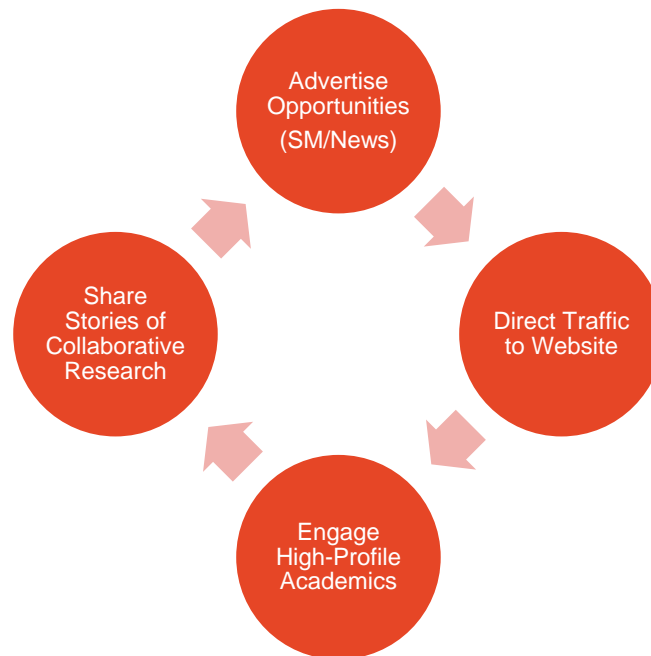 Advertise
Opportunities
(SM/News)
Direct Traffic
to Website
Engage
High-Profile
Academics
Share
Stories of
Collaborative
Research